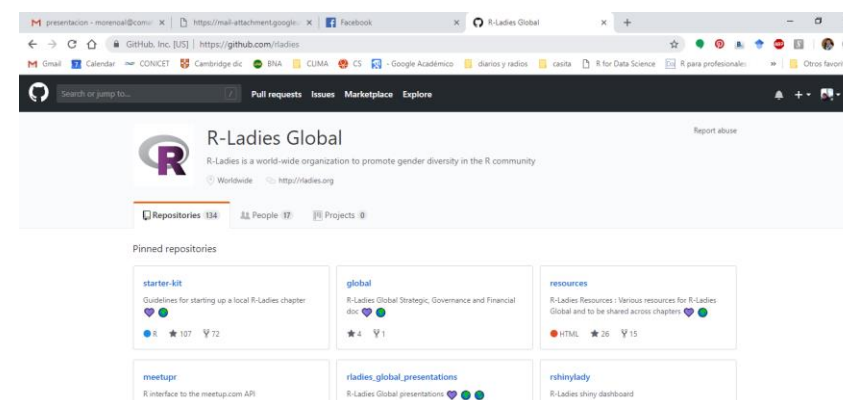 presentacion - morenoal@comu
https://mail-attachment.google
Facebook
R-Ladies Global
GitHub, Inc. [US] | https://github.com/rladies
Gmail Calendar CONICET Cambridge dic BNA CLIMA CS - Google Académico diarios y radios casita R for Data Science R para profesionales » Otros favori
Search or jump to... / Pull requests Issues Marketplace Explore
R-Ladies Global
Report abuse
R-Ladies is a world-wide organization to promote gender diversity in the R community
Worldwide http://rladies.org
Repositories 134 People 17 Projects 0
Pinned repositories
starter-kit
Guidelines for starting up a local R-Ladies chapter
R 107 72
global
R-Ladies Global Strategic, Governance and Financial
doc
4 1
resources
R-Ladies Resources : Various resources for R-Ladies
Global and to be shared across chapters
HTML 26 15
meetupr
R interface to the meetup.com API
rladies_global_presentations
R-Ladies Global presentations
rshinylady
R-Ladies shiny dashboard